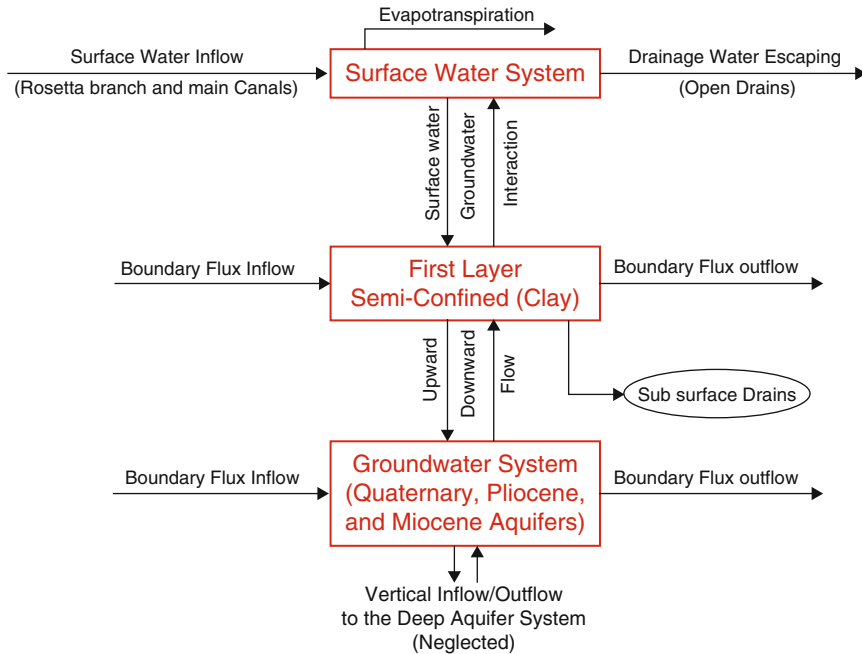 Evapotranspiration
Surface Water Inflow
(Rosetta branch and main Canals)
Surface Water System
Drainage Water Escaping
(Open Drains)
Surface water
Groundwater
Interaction
Boundary Flux Inflow
First Layer
Semi-Confined (Clay)
Boundary Flux outflow
Upward
Downward
Flow
Sub surface Drains
Boundary Flux Inflow
Groundwater System
(Quaternary, Pliocene,
and Miocene Aquifers)
Boundary Flux outflow
Vertical Inflow/Outflow
to the Deep Aquifer System
(Neglected)